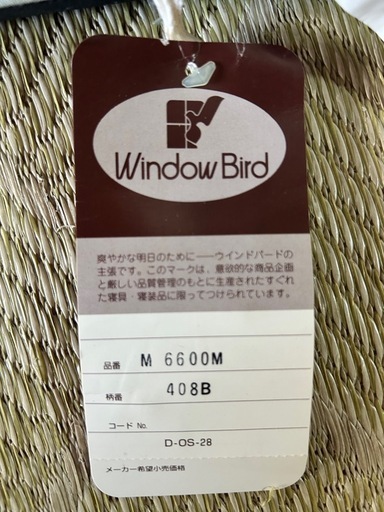 Window Bird
爽やかな明日のために――ウインドバードの
主張です。このマークは、意欲的な商品企画
と厳しい品質管理のもとに生産されたすぐれ
た寝具・寝装品に限ってつけられています。
品番 M 6600M
柄番 408B
コード No.
D-OS-28
メーカー希望小売価格